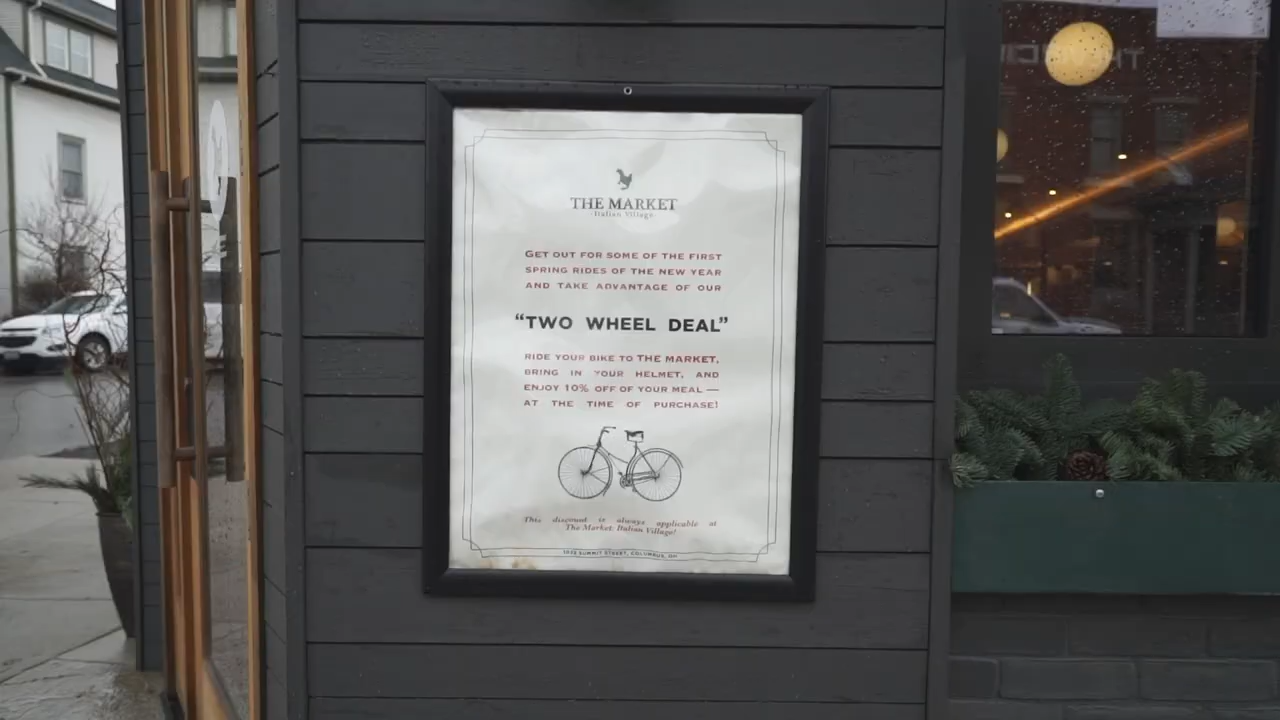 THE MARKET
Italian Village
GET OUT FOR SOME OF THE FIRST
SPRING RIDES OF THE NEW YEAR
AND TAKE ADVANTAGE OF OUR
“TWO WHEEL DEAL”
RIDE YOUR BIKE TO THE MARKET,
BRING IN YOUR HELMET, AND
ENJOY 10% OFF OF YOUR MEAL —
AT THE TIME OF PURCHASE!
This discount is always applicable at
The Market: Italian Village!
SUMMIT STREET, COLUMBUS, OH